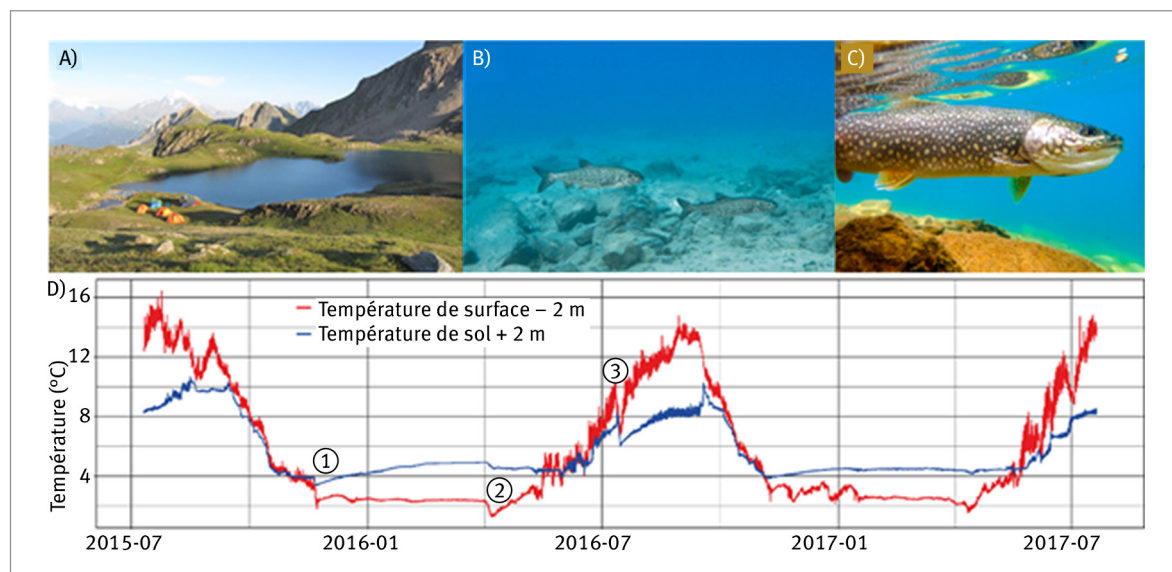 A)
B)
C)
D)
Température de surface – 2 m
Température de sol + 2 m
Température (°C)
16
12
8
4
①
②
③
2015-07
2016-01
2016-07
2017-01
2017-07